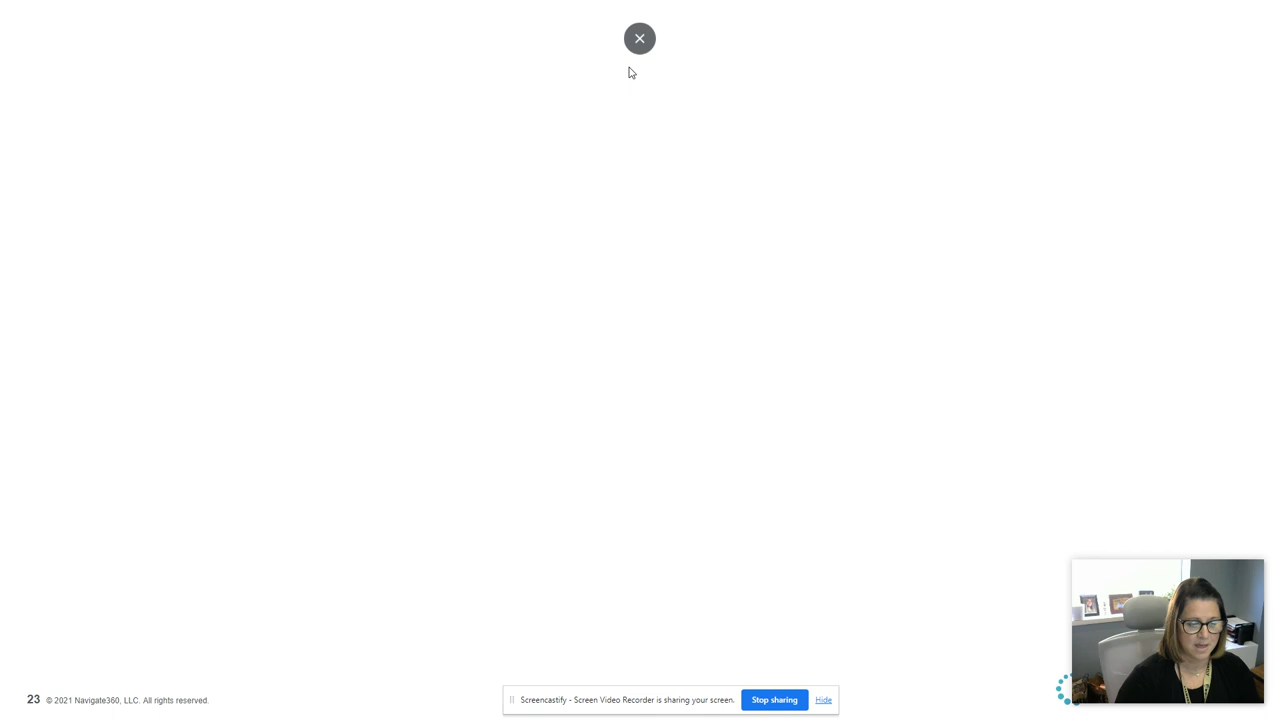 23 © 2021 Navigate360, LLC. All rights reserved.
Screencastify - Screen Video Recorder is sharing your screen. Stop sharing Hide